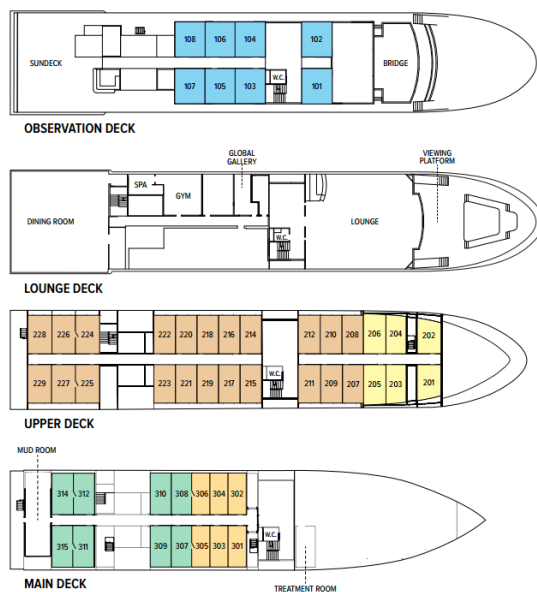 108 106 104 102
SUNDECK
BRIDGE
W.C.
107 105 103 101
OBSERVATION DECK
GLOBAL
GALLERY
VIEWING
PLATFORM
SPA
GYM
DINING ROOM
LOUNGE
W.C.
LOUNGE DECK
228 226 224 222 220 218 216 214 212 210 208 206 204 202
W.C.
229 227 225 223 221 219 217 215 211 209 207 205 203 201
UPPER DECK
MUD ROOM
314 312 310 308 306 304 302
W.C.
315 311 309 307 305 303 301
MAIN DECK
TREATMENT ROOM